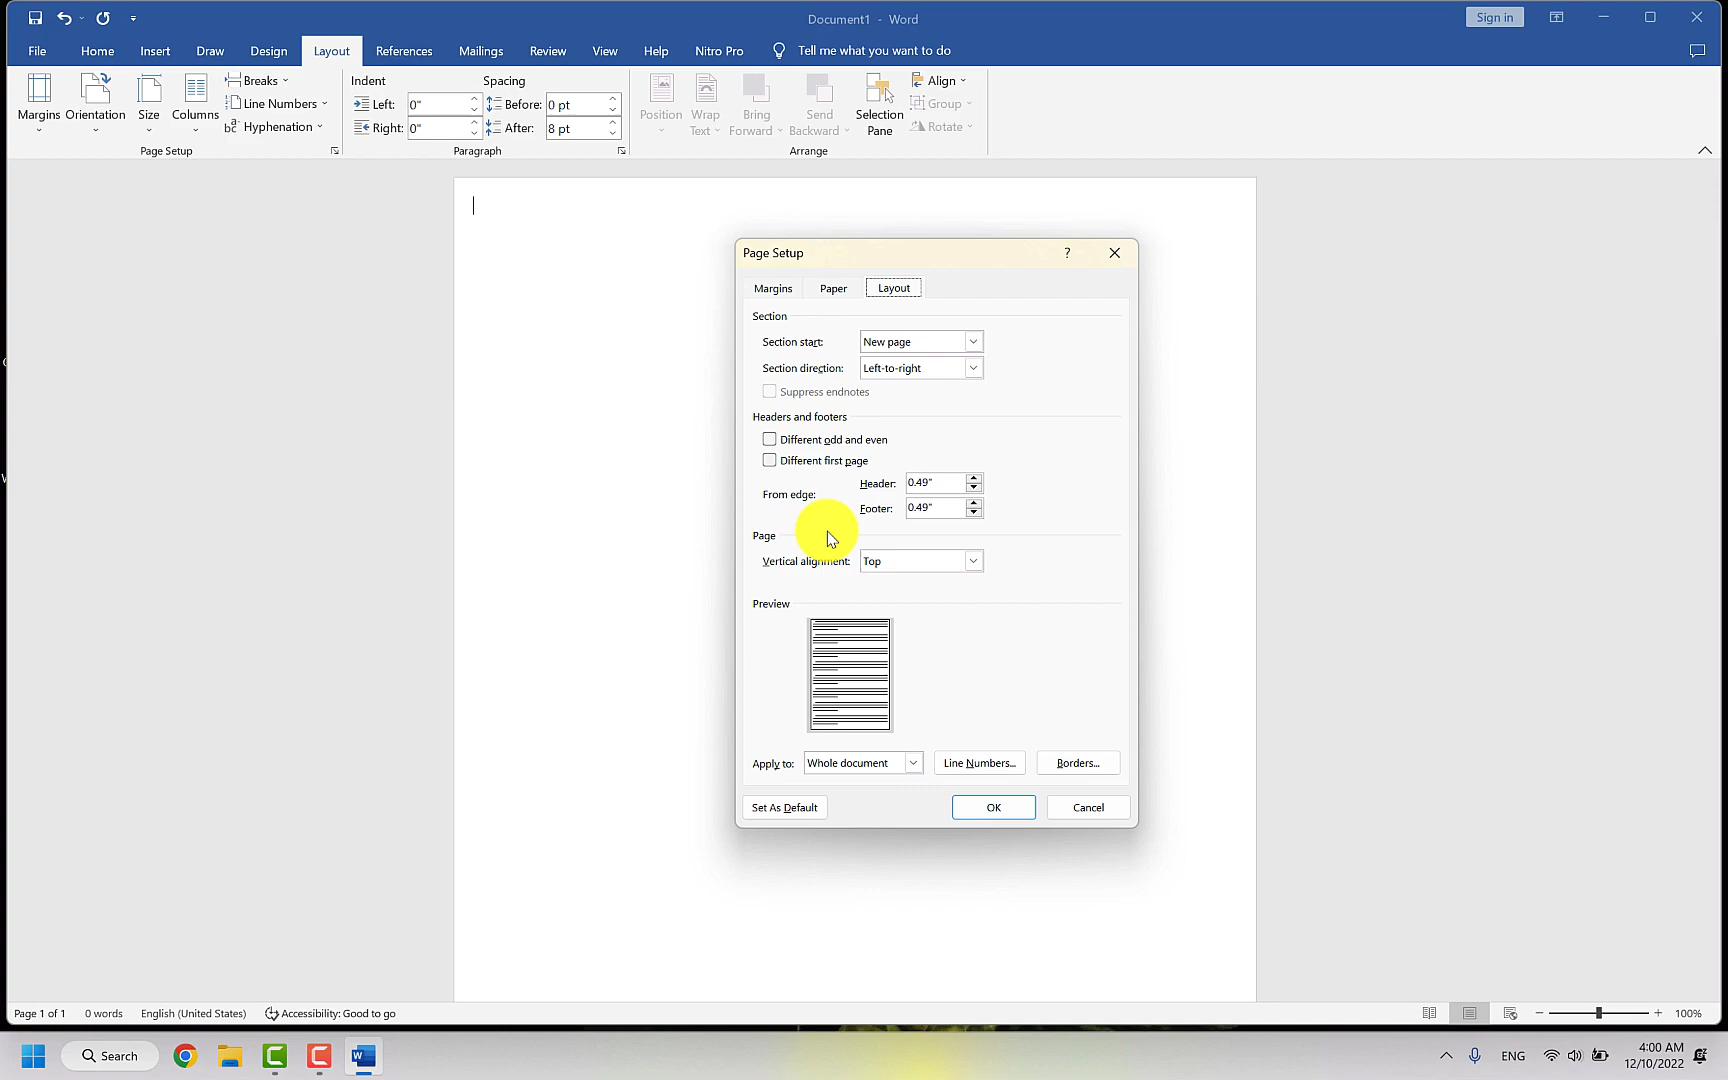 Document1 - Word
Sign in
File Home Insert Draw Design Layout References Mailings Review View Help Nitro Pro Tell me what you want to do
Margins
Orientation
Size
Columns
Breaks
Line Numbers
Hyphenation
Page Setup
Indent
Left: 0"
Right: 0"
Spacing
Before: 0 pt
After: 8 pt
Paragraph
Position
Wrap
Text
Bring
Forward
Send
Backward
Selection
Pane
Align
Group
Rotate
Arrange
Page Setup
?
Margins Paper Layout
Section
Section start: New page
Section direction: Left-to-right
Suppress endnotes
Headers and footers
Different odd and even
Different first page
From edge:
Header: 0.49"
Footer: 0.49"
Page
Vertical alignment: Top
Preview
Apply to: Whole document Line Numbers... Borders...
Set As Default OK Cancel
Page 1 of 1 0 words English (United States) Accessibility: Good to go 100%
Search
ENG
4:00 AM
12/10/2022